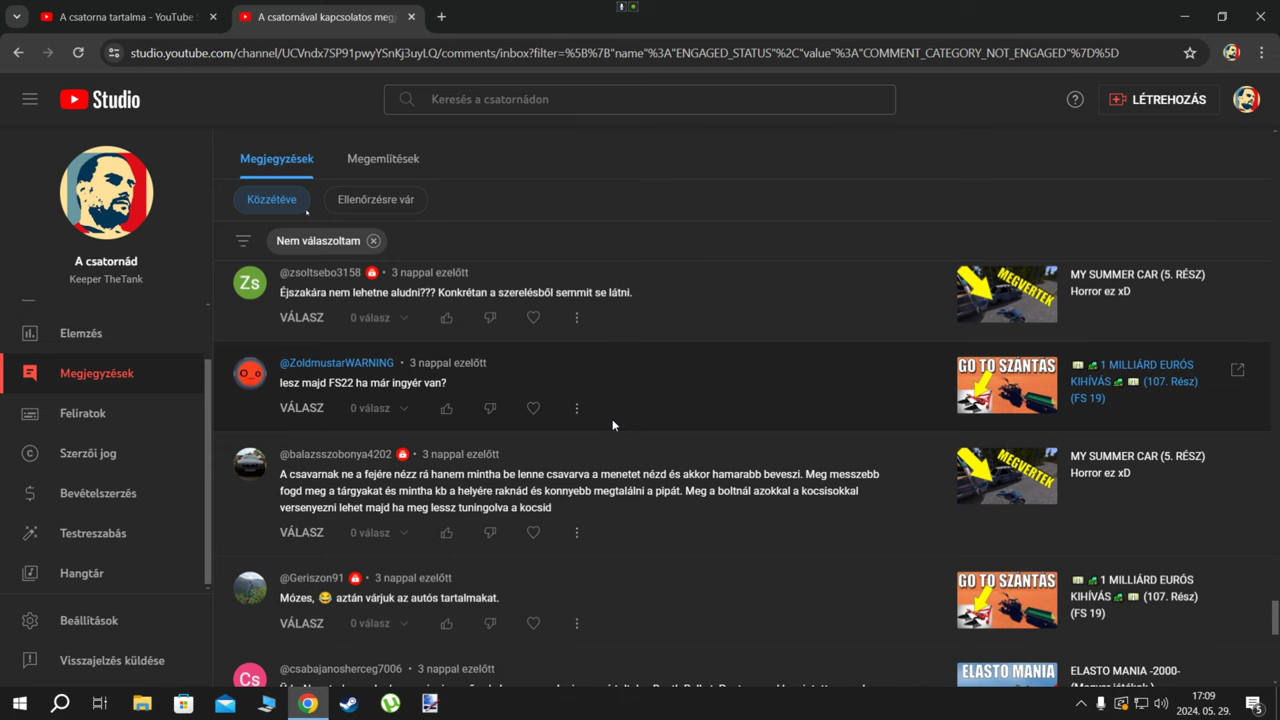 A csatorna tartalma - YouTube S
A csatornával kapcsolatos megj
studio.youtube.com/channel/UCVndx7SP91pwyYSnKj3uyLQ/comments/inbox?filter=%5B%7B"name"%3A"ENGAGED_STATUS"%2C"value"%3A"COMMENT_CATEGORY_NOT_ENGAGED"%7D%5D
Studio
Keresés a csatornádon
LÉTREHOZÁS
A csatornád
Keeper TheTank
Elemzés
Megjegyzések
Feliratok
Szerzői jog
Bevételszerzés
Testreszabás
Hangtár
Beállítások
Visszajelzés küldése
Megjegyzések
Megemlítések
Közzétéve
Ellenőrzésre vár
Nem válaszoltam
Zs
@zsoltsebo3158 • 3 nappal ezelőtt
Éjszakára nem lehetne aludni??? Konkrétan a szerelésből semmit se látni.
VÁLASZ 0 válasz
MEGVERTEK
MY SUMMER CAR (5. RÉSZ)
Horror ez xD
@ZoldmustarWARNING • 3 nappal ezelőtt
lesz majd FS22 ha már ingyér van?
VÁLASZ 0 válasz
GO TO SZÁNTÁS
1 MILLIÁRD EURÓS
KIHÍVÁS (107. Rész)
(FS 19)
@balazsszobonya4202 • 3 nappal ezelőtt
A csavarnak ne a fejére nézz rá hanem mintha be lenne csavarva a menetet nézd és akkor hamarabb beveszi. Meg messzebb
fogd meg a tárgyakat és mintha kb a helyére raknád és konnyebb megtalálni a pipát. Meg a boltnál azokkal a kocsisokkal
versenyezni lehet majd ha meg lessz tuningolva a kocsid
VÁLASZ 0 válasz
MEGVERTEK
MY SUMMER CAR (5. RÉSZ)
Horror ez xD
@Geriszon91 • 3 nappal ezelőtt
Mózes, 😂 aztán várjuk az autós tartalmakat.
VÁLASZ 0 válasz
GO TO SZÁNTÁS
1 MILLIÁRD EURÓS
KIHÍVÁS (107. Rész)
(FS 19)
Cs
@csabajanosherceg7006 • 3 nappal ezelőtt
ELASTO MANIA
ELASTO MANIA -2000-
17:09
2024. 05. 29.
5